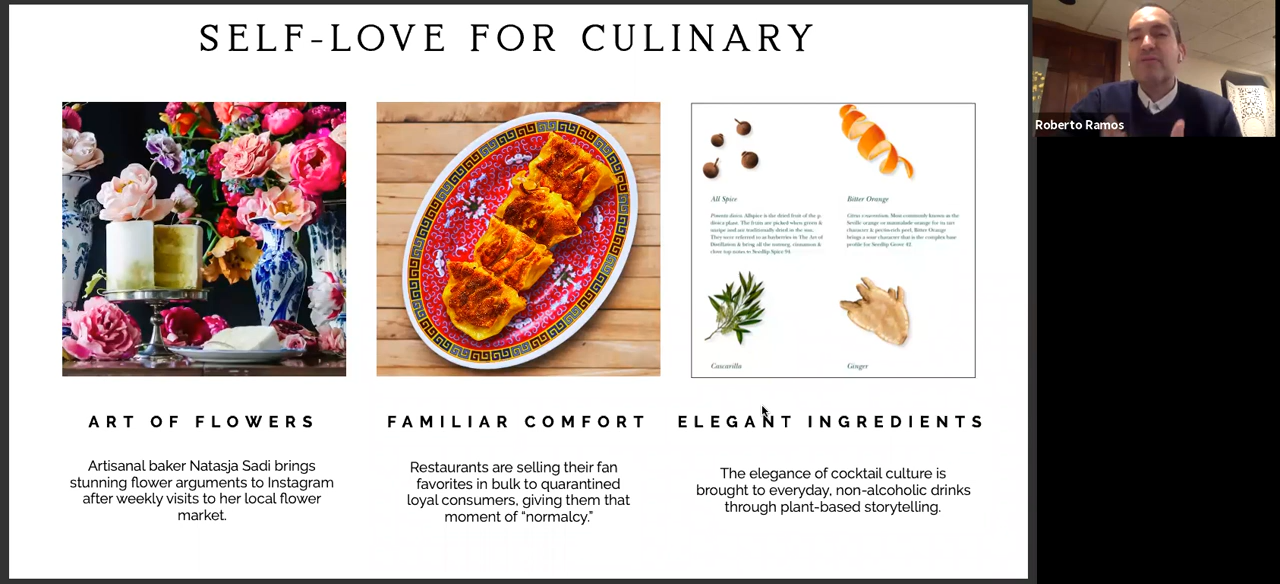 SELF-LOVE FOR CULINARY
Roberto Ramos
All Spice
Bitter Orange
Cascarilla
Ginger
ART OF FLOWERS
Artisanal baker Natasja Sadi brings
stunning flower arguments to Instagram
after weekly visits to her local flower
market.
FAMILIAR COMFORT
Restaurants are selling their fan
favorites in bulk to quarantined
loyal consumers, giving them that
moment of “normalcy.”
ELEGANT INGREDIENTS
The elegance of cocktail culture is
brought to everyday, non-alcoholic drinks
through plant-based storytelling.